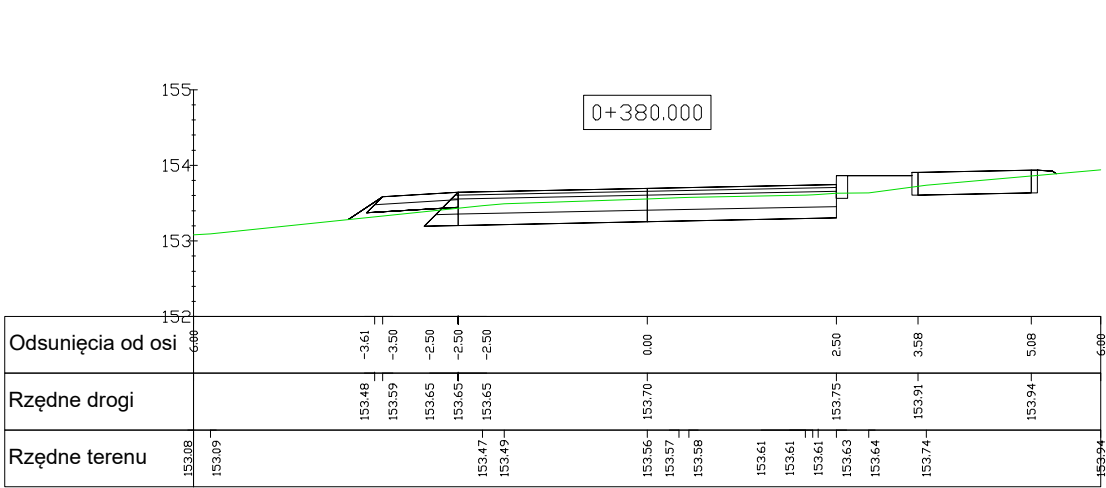 155
0+380.000
154
153
152
Odsunięcia od osi
6.00 -3.61 -3.50 -2.50 -2.50 -2.50 0.00 2.50 3.58 5.08 6.00
Rzędne drogi
153.48 153.59 153.65 153.65 153.65 153.70 153.75 153.91 153.94
Rzędne terenu
153.08 153.09 153.47 153.49 153.56 153.57 153.58 153.61 153.61 153.61 153.63 153.64 153.74 153.94